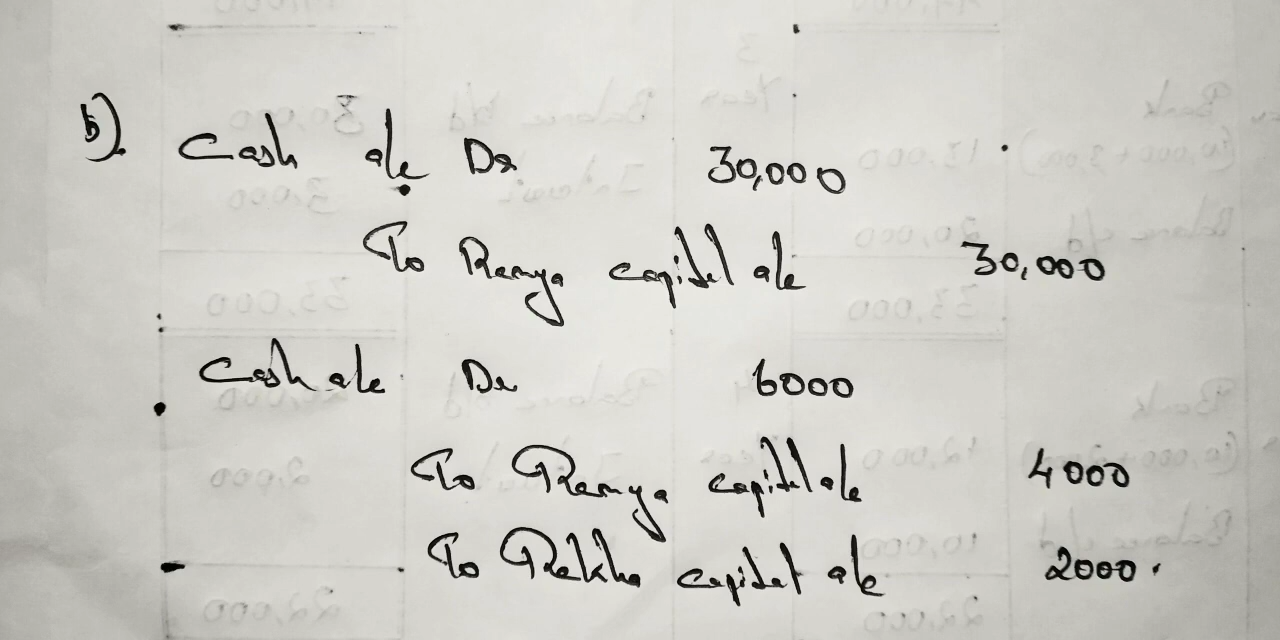 b). Cash a/c Dr 30,000
To Ramya capital a/c 30,000
Cash a/c Dr 6000
To Ramya capital a/c 4000
To Rekha capital a/c 2000.